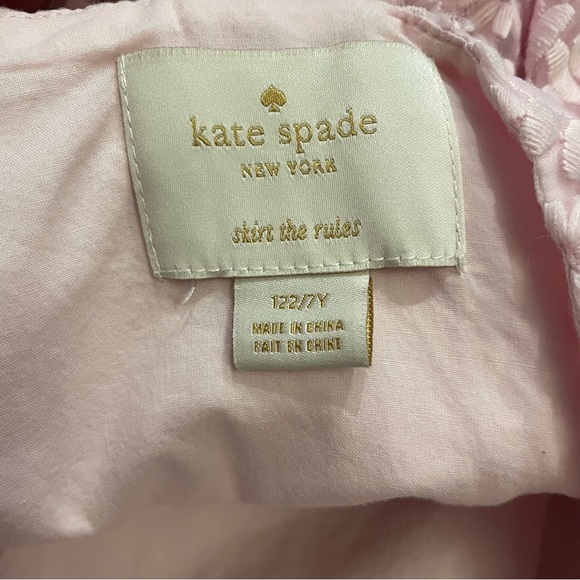 kate spade
NEW YORK
skirt the rules
122/7Y
MADE IN CHINA
FAIT EN CHINE